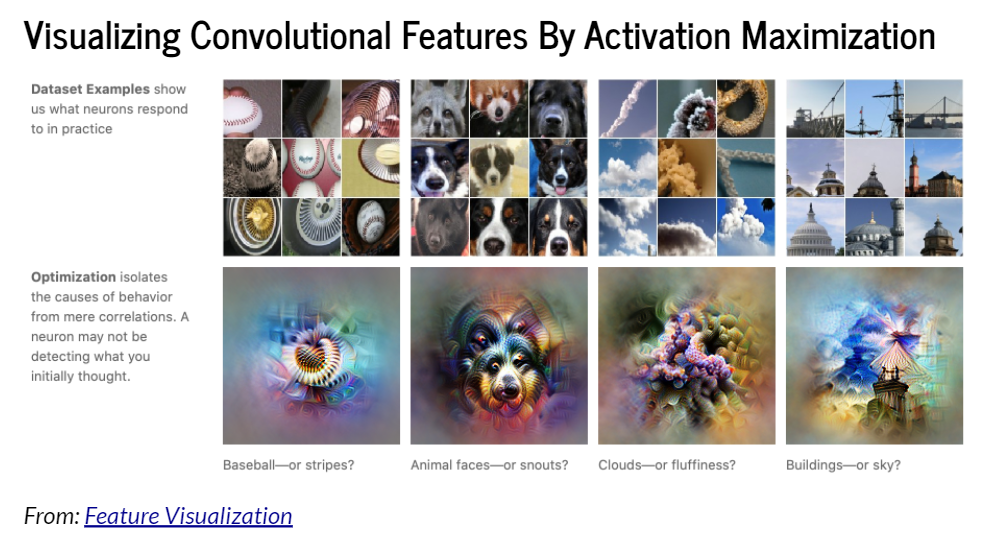 Visualizing Convolutional Features By Activation Maximization
Dataset Examples show
us what neurons respond
to in practice
Optimization isolates
the causes of behavior
from mere correlations. A
neuron may not be
detecting what you
initially thought.
Baseball—or stripes?
Animal faces—or snouts?
Clouds—or fluffiness?
Buildings—or sky?
From: Feature Visualization